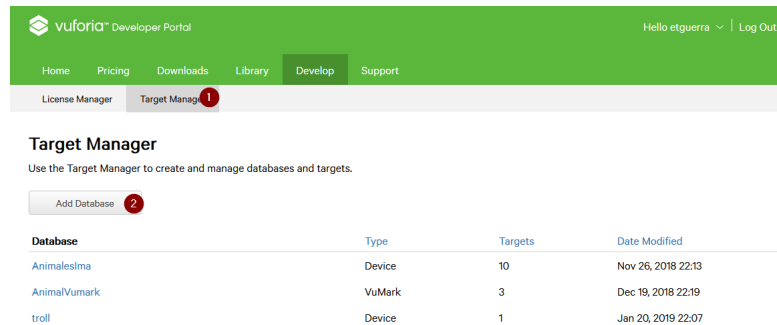 vuforia™ Developer Portal
Hello etguerra | Log Out
Home Pricing Downloads Library Develop Support
License Manager Target Manage 1
Target Manager
Use the Target Manager to create and manage databases and targets.
Add Database 2
Database Type Targets Date Modified
AnimalesIma Device 10 Nov 26, 2018 22:13
AnimalVumark VuMark 3 Dec 19, 2018 22:19
troll Device 1 Jan 20, 2019 22:07